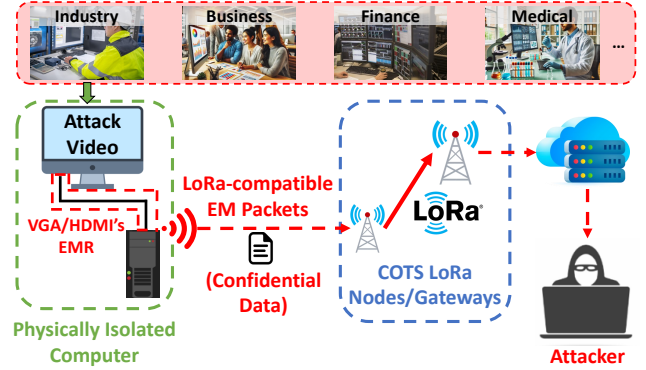 Industry
Business
Finance
Medical
...
Attack
Video
VGA/HDMI's
EMR
LoRa-compatible
EM Packets
(Confidential
Data)
LoRa®
COTS LoRa
Nodes/Gateways
Physically Isolated
Computer
Attacker